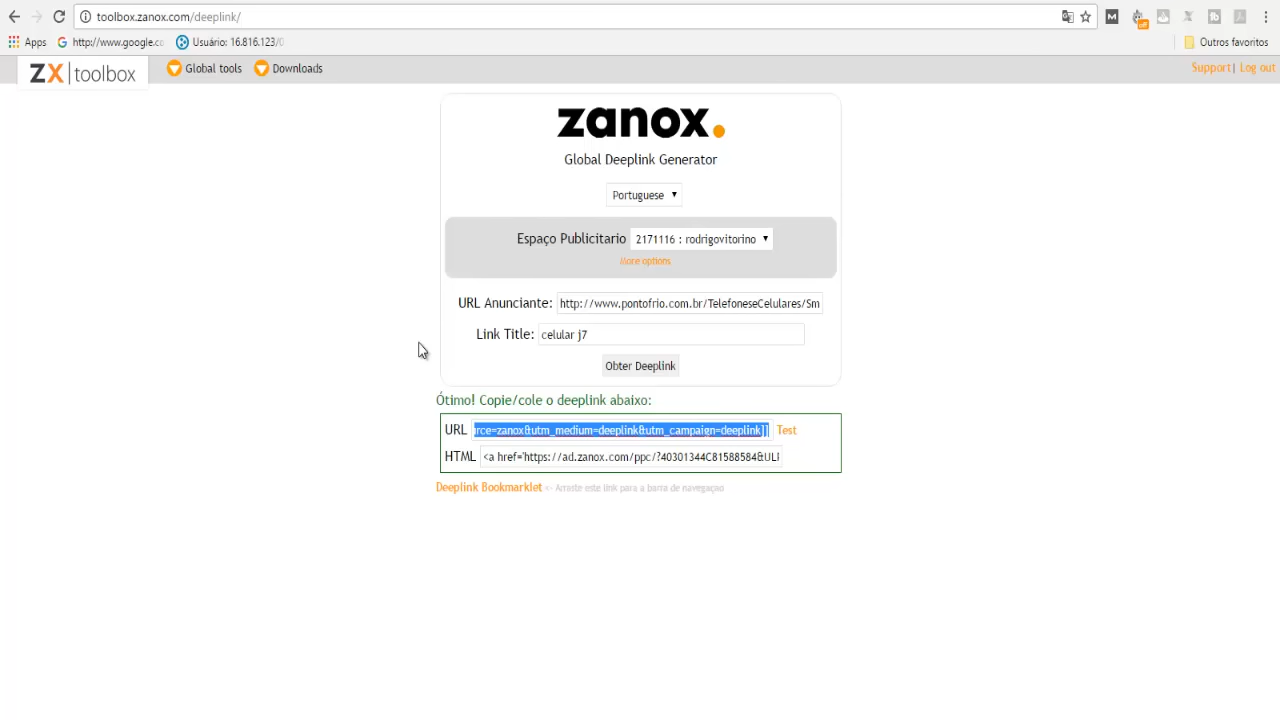 toolbox.zanox.com/deeplink/
Apps http://www.google.co Usuário: 16.816.123/0 Outros favoritos
ZX|toolbox Global tools Downloads Support| Log out
zanox.
Global Deeplink Generator
Portuguese
Espaço Publicitario 2171116 : rodrigovitorino
More options
URL Anunciante: http://www.pontofrio.com.br/TelefoneseCelulares/Sm
Link Title: celular j7
Obter Deeplink
Ótimo! Copie/cole o deeplink abaixo:
URL rce=zanox&utm_medium=deeplink&utm_campaign=deeplink]] Test
HTML <a href='https://ad.zanox.com/ppc/?40301344C81588584&ULP
Deeplink Bookmarklet <- Arraste este link para a barra de navegaçao